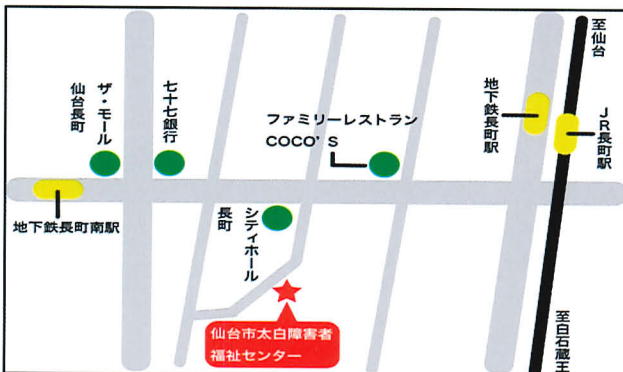 至仙台
ザ・モール
仙台長町
七十七銀行
ファミリーレストラン
COCO'S
地下鉄長町駅
JR長町駅
地下鉄長町南駅
シティホール
長町
仙台市太白障害者
福祉センター
至白石蔵王